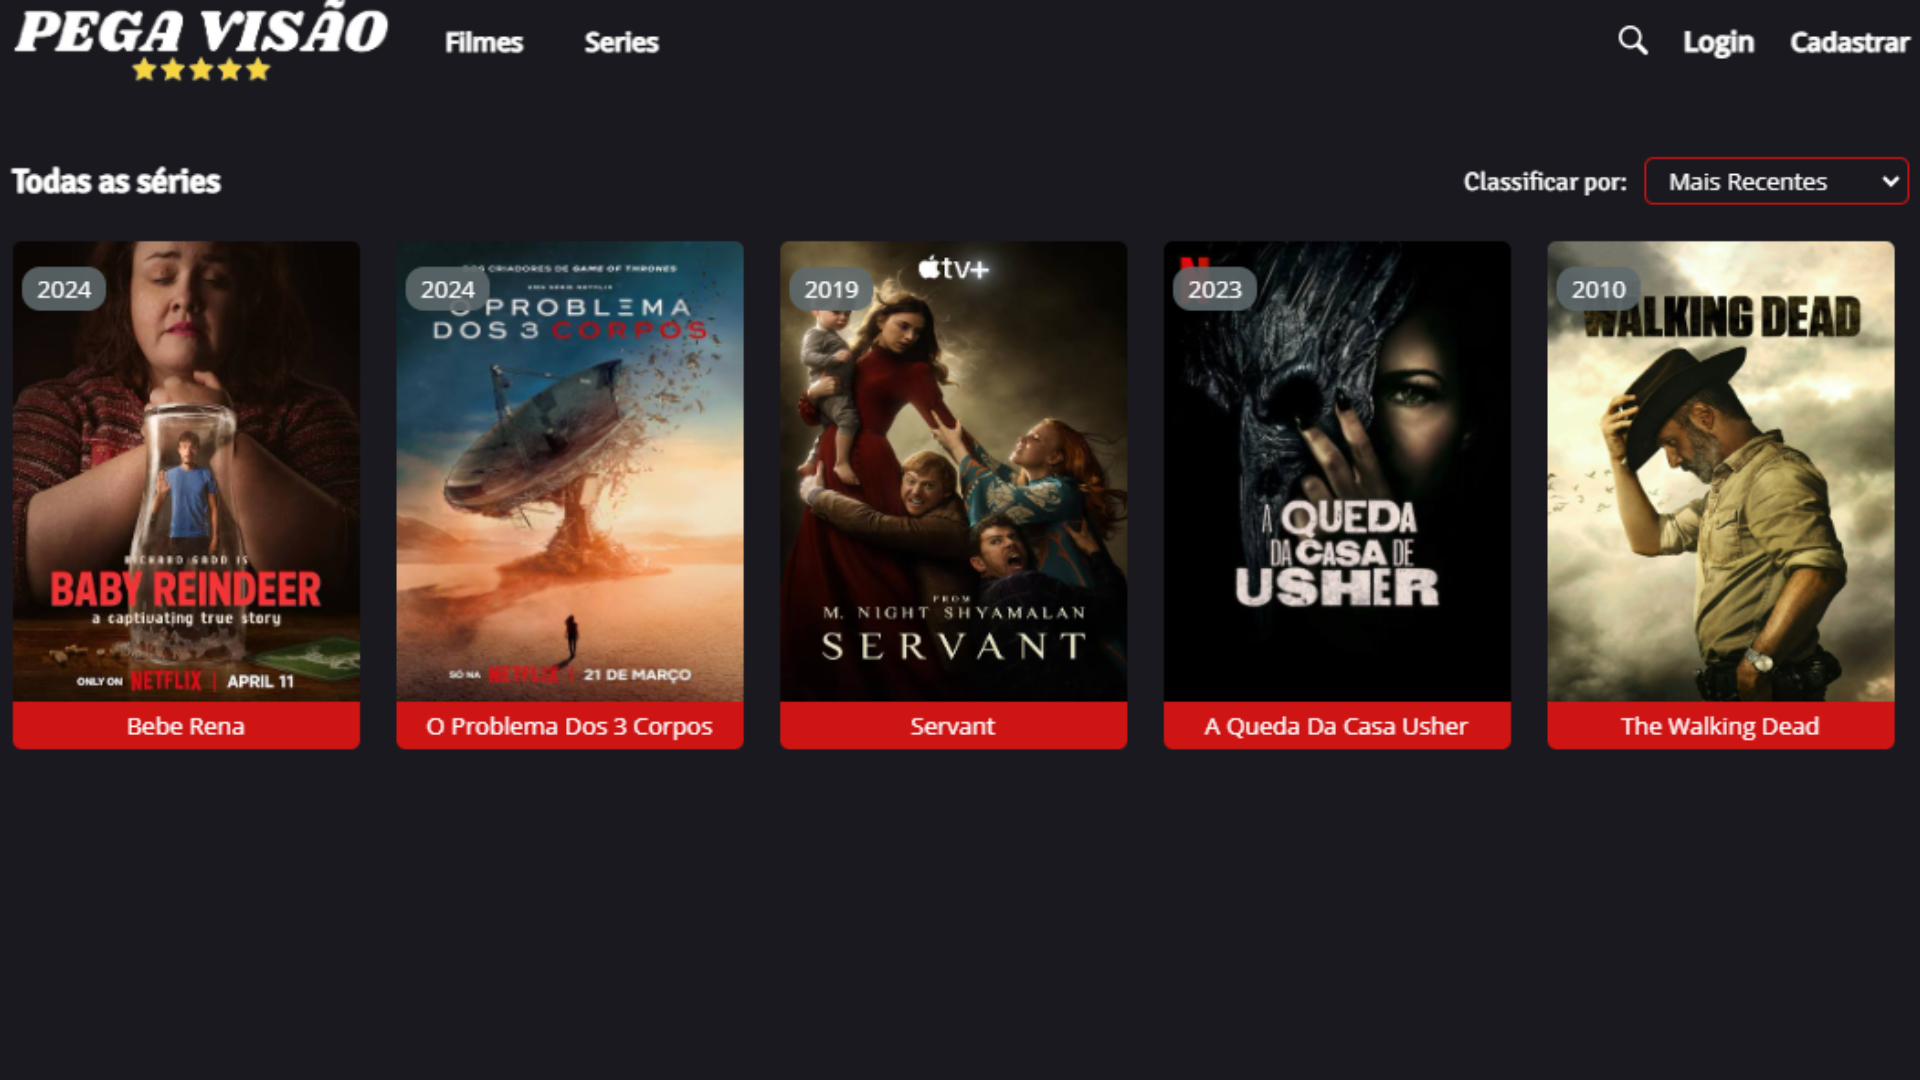 PEGA VISÃO
Filmes
Series
Login
Cadastrar
Todas as séries
Classificar por:
Mais Recentes
2024
RICHARD GADD IS
BABY REINDEER
a captivating true story
ONLY ON NETFLIX | APRIL 11
Bebe Rena
2024
DOS CRIADORES DE GAME OF THRONES
UMA SÉRIE NETFLIX
O PROBLEMA
DOS 3 CORPOS
SÓ NA NETFLIX | 21 DE MARÇO
O Problema Dos 3 Corpos
2019
tv+
FROM
M. NIGHT SHYAMALAN
SERVANT
Servant
2023
N
A QUEDA
DA CASA DE
USHER
A Queda Da Casa Usher
2010
WALKING DEAD
The Walking Dead